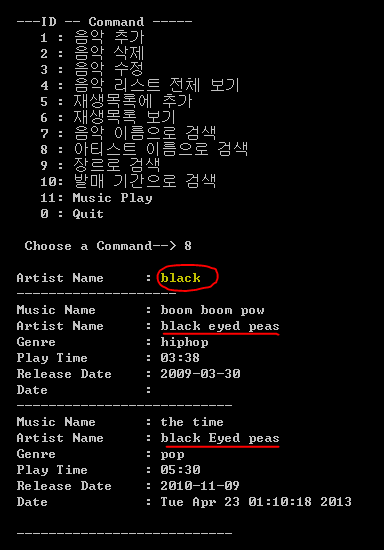 ---ID -- Command -----
1 : 음악 추가
2 : 음악 삭제
3 : 음악 수정
4 : 음악 리스트 전체 보기
5 : 재생목록에 추가
6 : 재생목록 보기
7 : 음악 이름으로 검색
8 : 아티스트 이름으로 검색
9 : 장르로 검색
10: 발매 기간으로 검색
11: Music Play
0 : Quit
Choose a Command--> 8
Artist Name : black
--------------------
Music Name : boom boom pow
Artist Name : black eyed peas
Genre : hiphop
Play Time : 03:38
Release Date : 2009-03-30
Date :
---------------------------
Music Name : the time
Artist Name : black Eyed peas
Genre : pop
Play Time : 05:30
Release Date : 2010-11-09
Date : Tue Apr 23 01:10:18 2013
---------------------------